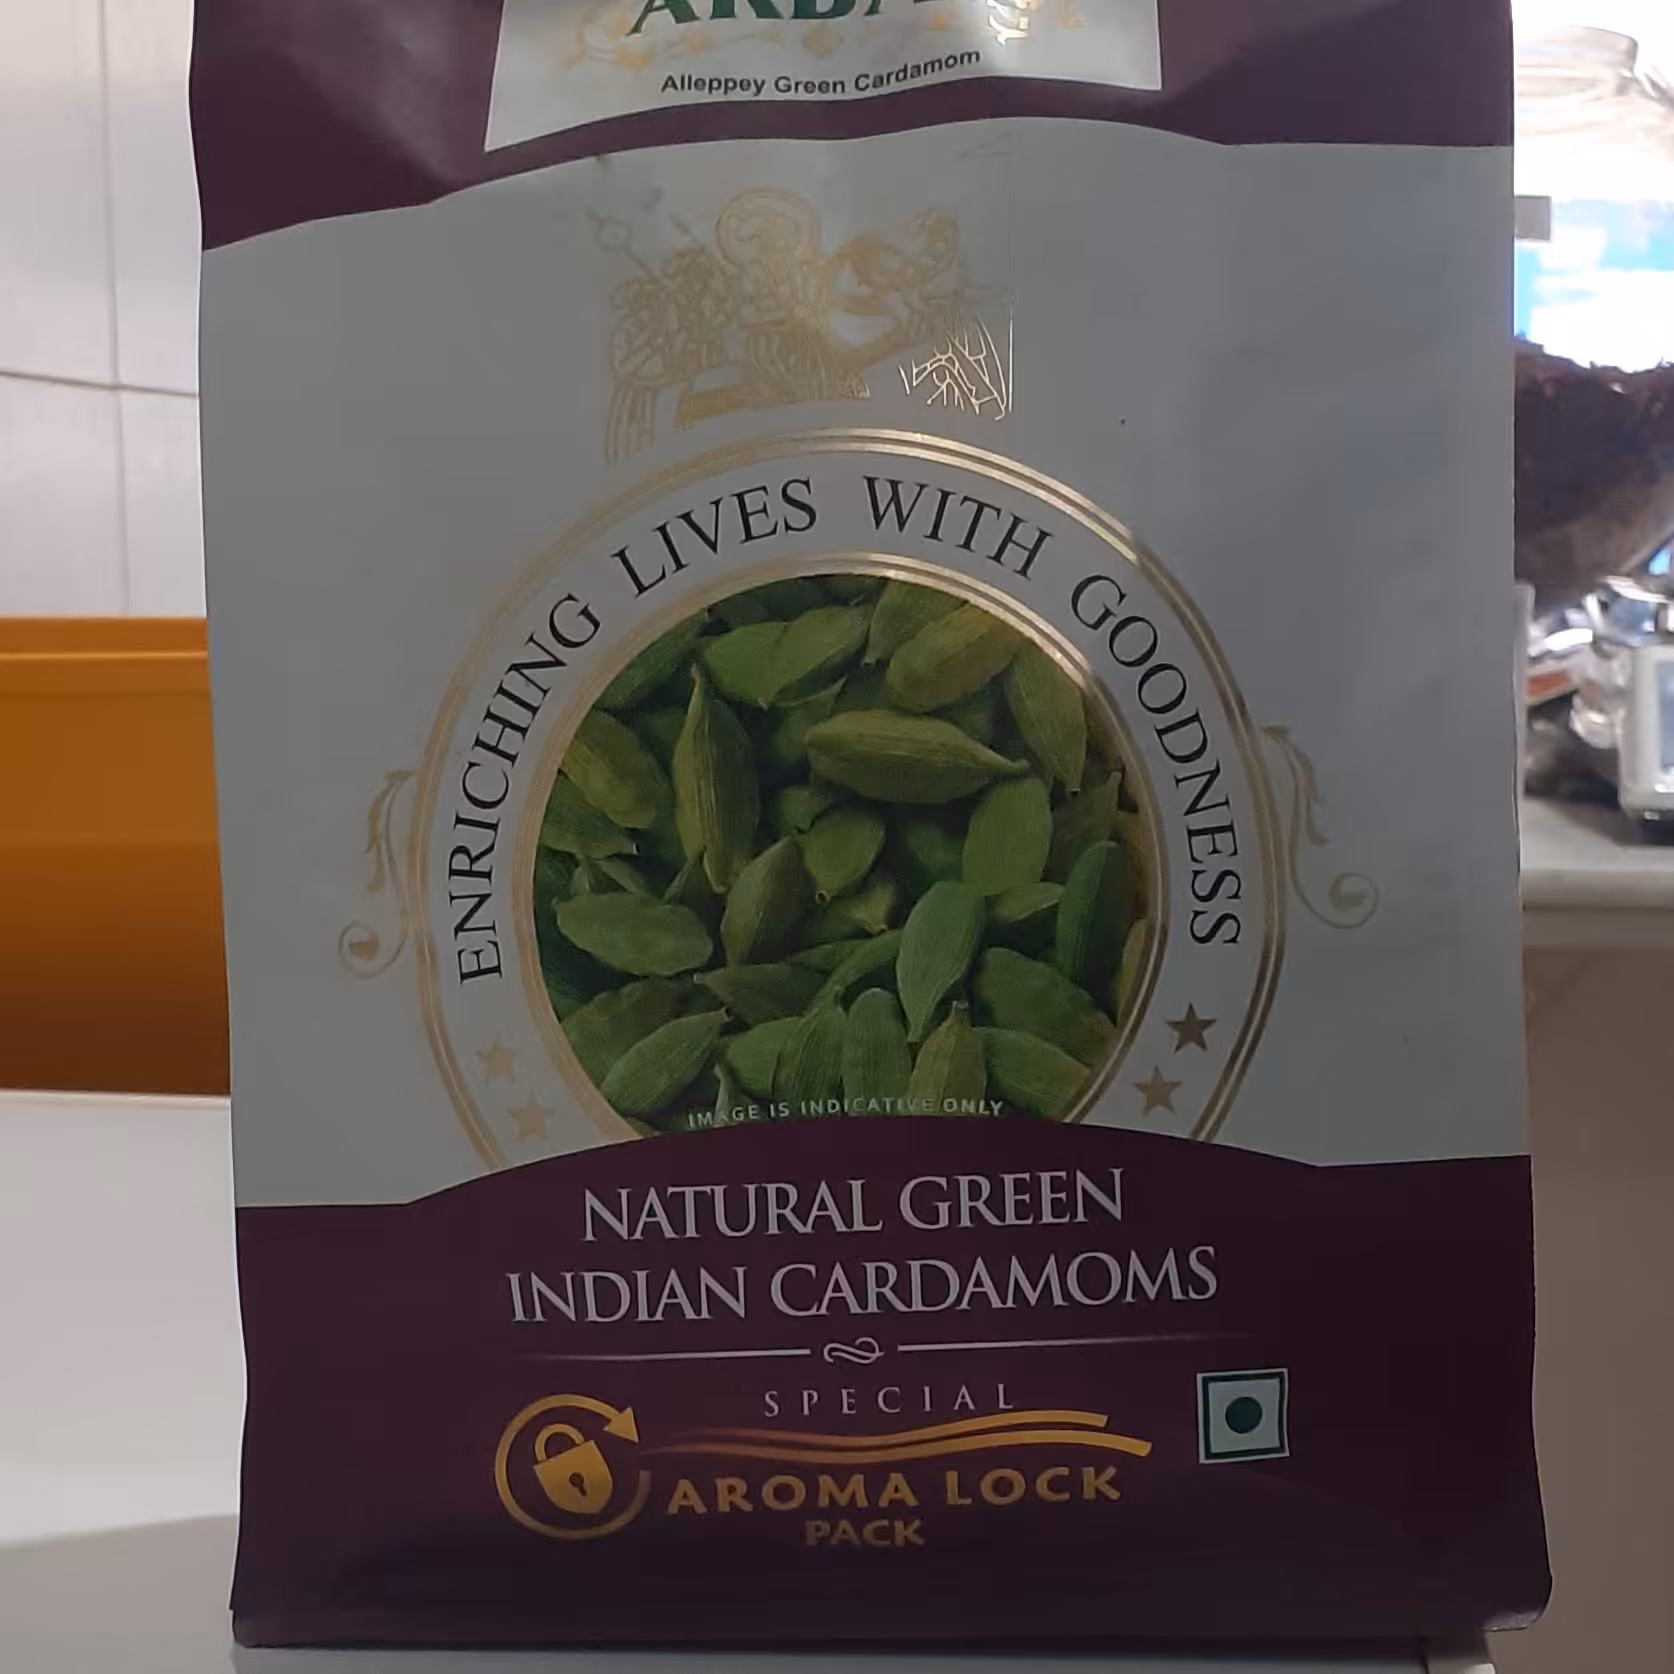 Alleppey Green Cardamom
ENRICHING LIVES WITH GOODNESS
IMAGE IS INDICATIVE ONLY
NATURAL GREEN
INDIAN CARDAMOMS
SPECIAL
AROMA LOCK
PACK